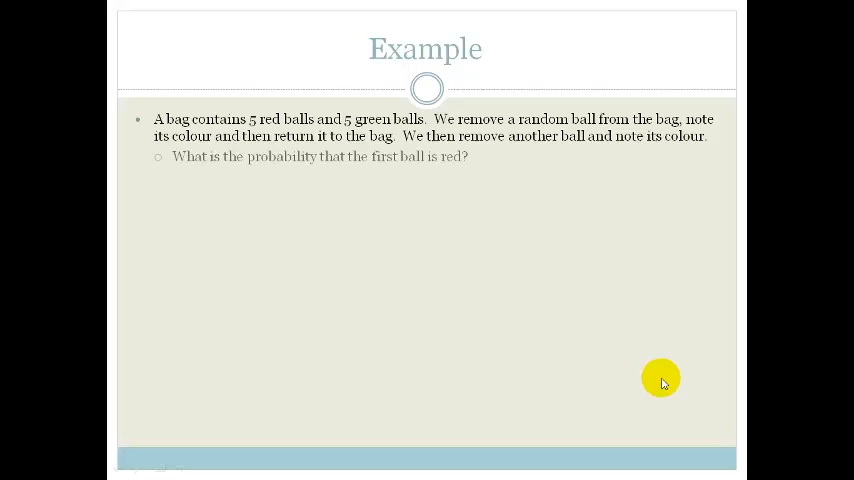 Example
A bag contains 5 red balls and 5 green balls. We remove a random ball from the bag, note
its colour and then return it to the bag. We then remove another ball and note its colour.
What is the probability that the first ball is red?